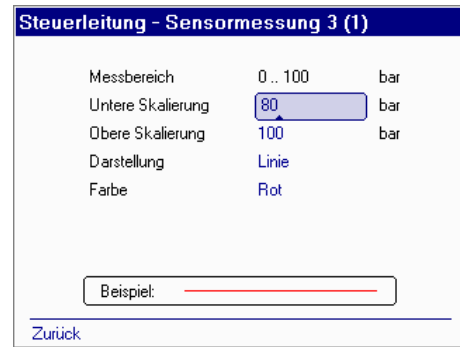 Steuerleitung - Sensormessung 3 (1)
Messbereich 0 .. 100 bar
Untere Skalierung 80 bar
Obere Skalierung 100 bar
Darstellung Linie
Farbe Rot
Beispiel:
Zurück